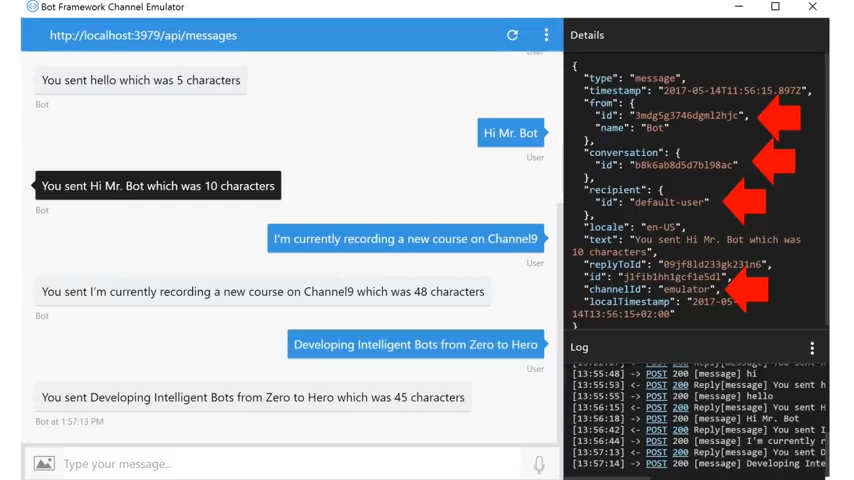 Bot Framework Channel Emulator
http://localhost:3979/api/messages
User
You sent hello which was 5 characters
Bot
Hi Mr. Bot
User
You sent Hi Mr. Bot which was 10 characters
Bot
I'm currently recording a new course on Channel9
User
You sent I'm currently recording a new course on Channel9 which was 48 characters
Bot
Developing Intelligent Bots from Zero to Hero
User
You sent Developing Intelligent Bots from Zero to Hero which was 45 characters
Bot at 1:57:13 PM
Type your message...
Details
{
"type": "message",
"timestamp": "2017-05-14T11:56:15.897Z",
"from": {
"id": "3mdg5g3746dgml2hjc",
"name": "Bot"
},
"conversation": {
"id": "b8k6ab8d5d7bl98ac"
},
"recipient": {
"id": "default-user"
},
"locale": "en-US",
"text": "You sent Hi Mr. Bot which was
10 characters",
"replyToId": "09jf8ld233gk231n6",
"id": "j1fib1hh1gcf1e5dl",
"channelId": "emulator",
"localTimestamp": "2017-05-
14T13:56:15+02:00"
}
Log
[13:55:48] -> POST 200 [message] hi
[13:55:53] <- POST 200 Reply[message] You sent h
[13:55:55] -> POST 200 [message] hello
[13:56:15] <- POST 200 Reply[message] You sent H
[13:56:18] -> POST 200 [message] Hi Mr. Bot
[13:56:42] <- POST 200 Reply[message] You sent I
[13:56:44] -> POST 200 [message] I'm currently r
[13:57:13] <- POST 200 Reply[message] You sent D
[13:57:14] -> POST 200 [message] Developing Inte